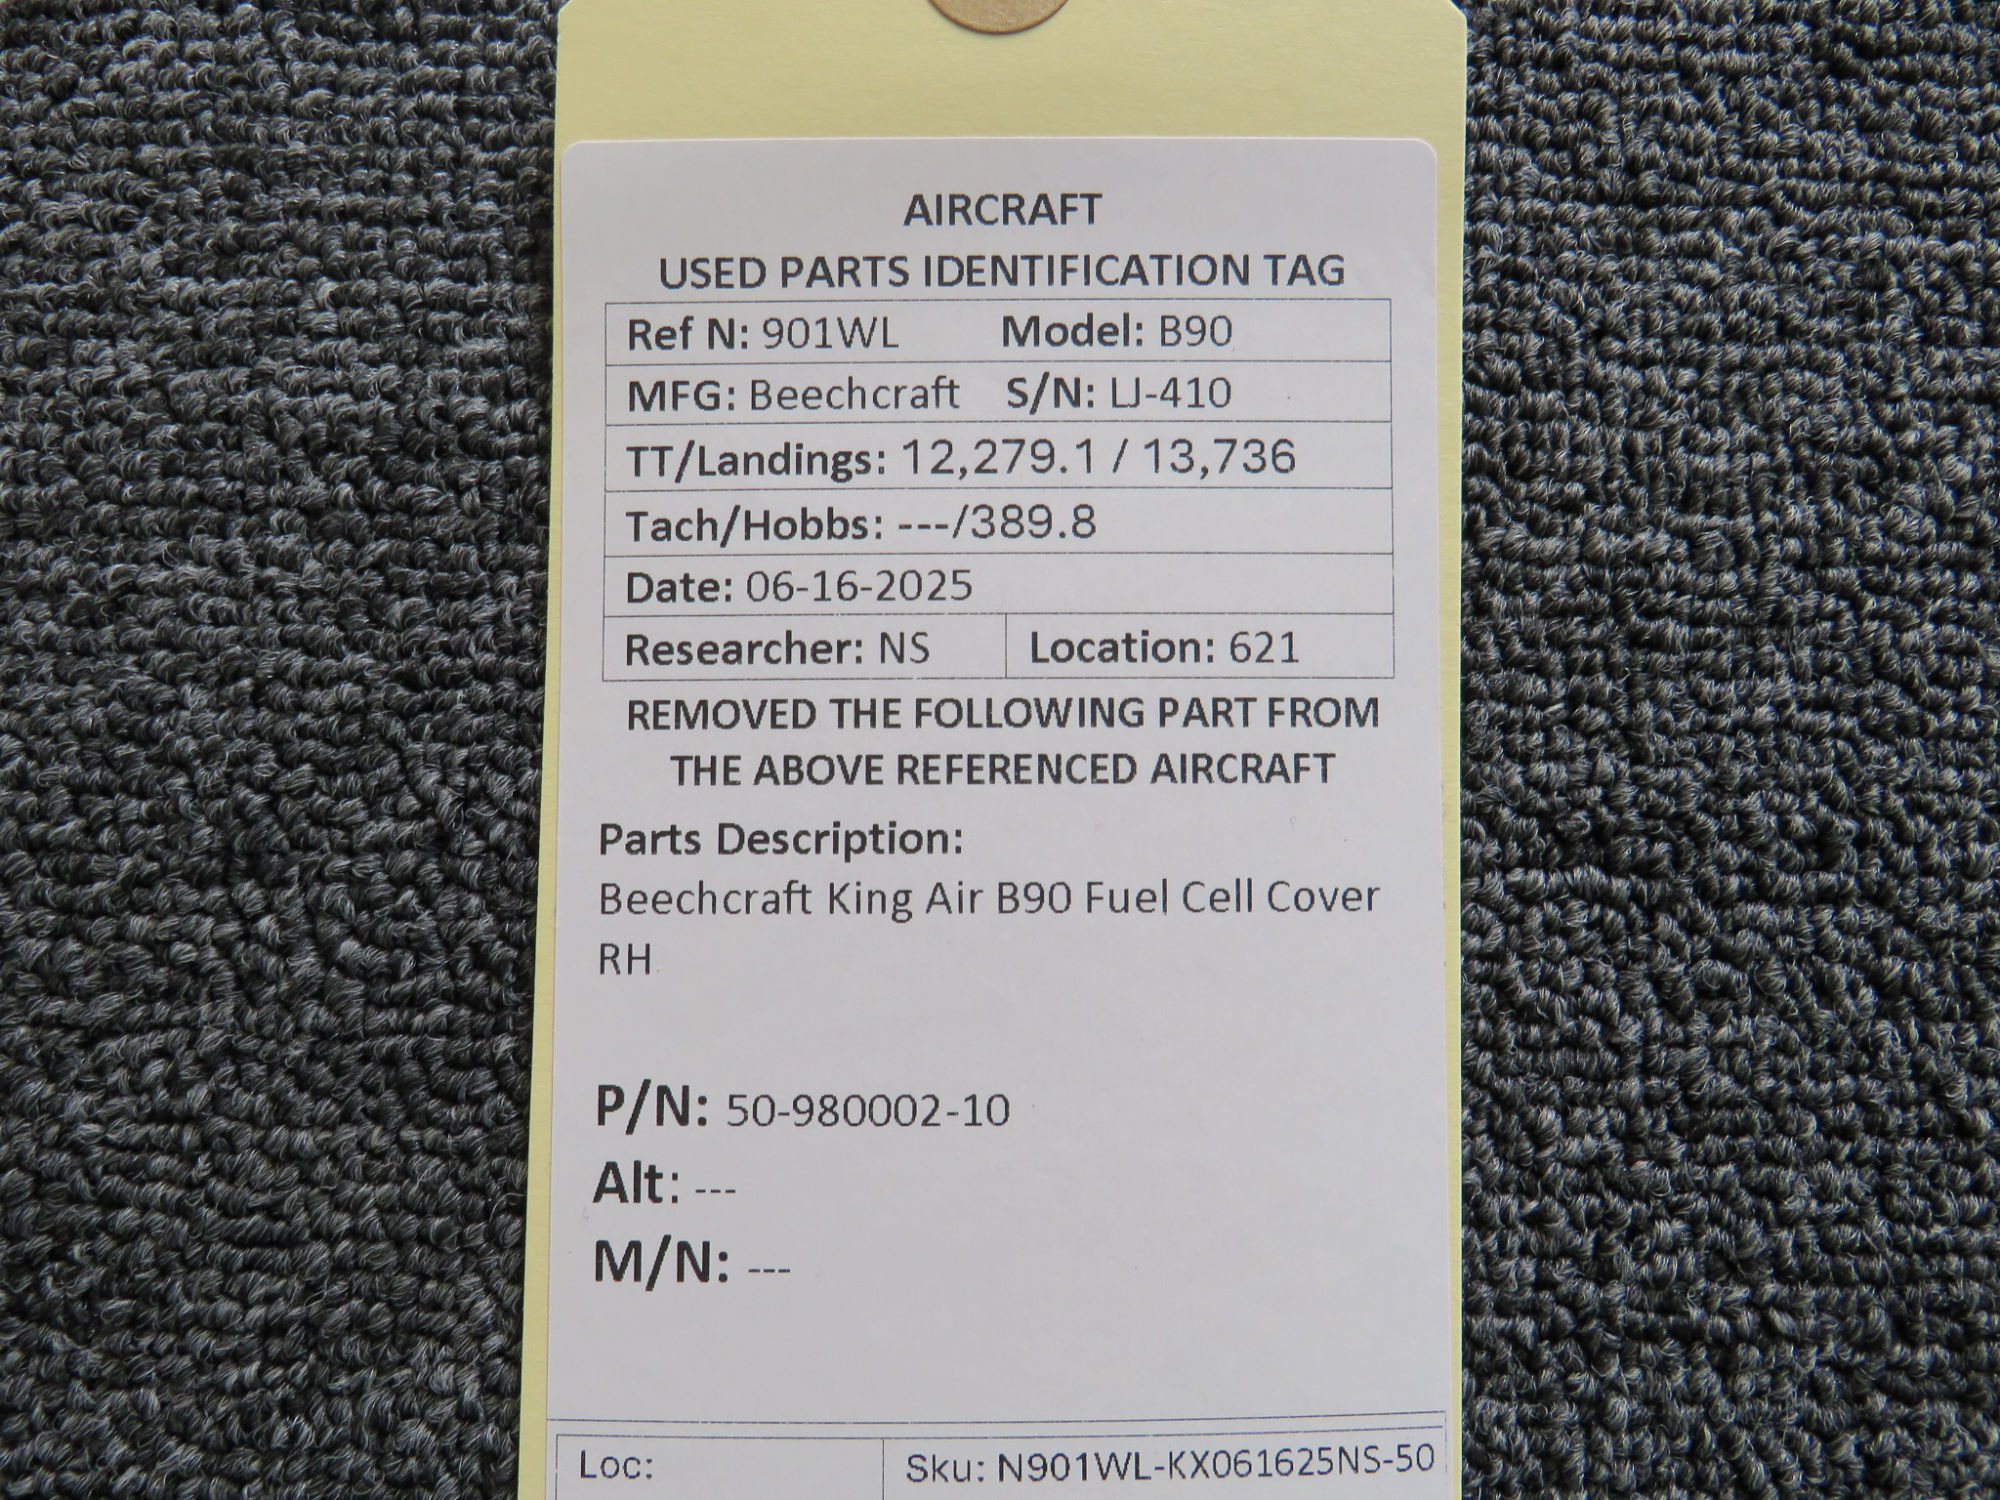 AIRCRAFT
USED PARTS IDENTIFICATION TAG
Ref N: 901WL Model: B90
MFG: Beechcraft S/N: LJ-410
TT/Landings: 12,279.1 / 13,736
Tach/Hobbs: ---/389.8
Date: 06-16-2025
Researcher: NS Location: 621
REMOVED THE FOLLOWING PART FROM
THE ABOVE REFERENCED AIRCRAFT
Parts Description:
Beechcraft King Air B90 Fuel Cell Cover
RH
P/N: 50-980002-10
Alt: ---
M/N: ---
Loc: Sku: N901WL-KX061625NS-50